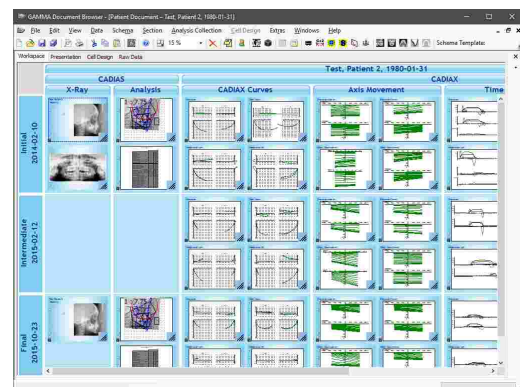 GAMMA Document Browser - [Patient Document - Test, Patient 2, 1980-01-31]
File Edit View Data Schema Section Analysis Collection Cell Design Extras Windows Help
15 % Schema Template:
Workspace Presentation Cell Design Raw Data
Test, Patient 2, 1980-01-31
CADIAS CADIAX
X-Ray Analysis CADIAX Curves Axis Movement Time
Initial
2014-02-10
Intermediate
2015-02-12
Final
2015-10-23